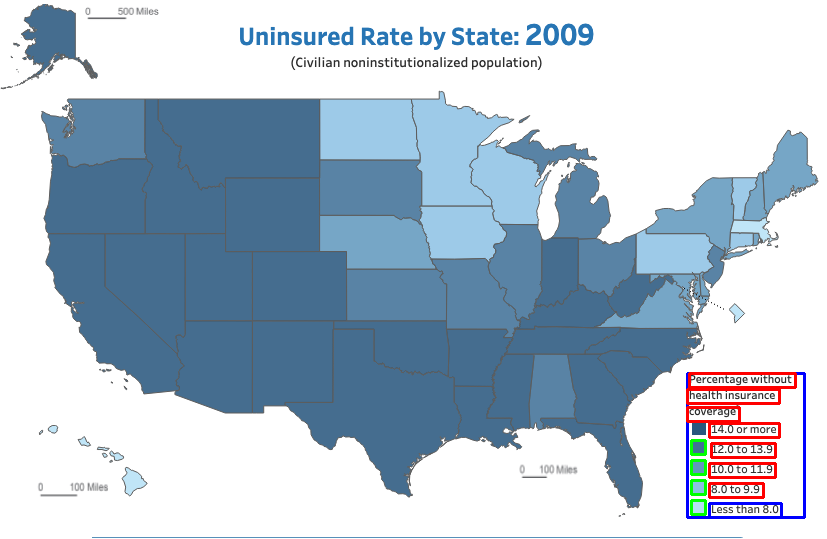 0 500 Miles
Uninsured Rate by State: 2009
(Civilian noninstitutionalized population)
Percentage without
health insurance
coverage
14.0 or more
12.0 to 13.9
10.0 to 11.9
8.0 to 9.9
Less than 8.0
0 100 Miles
0 100 Miles